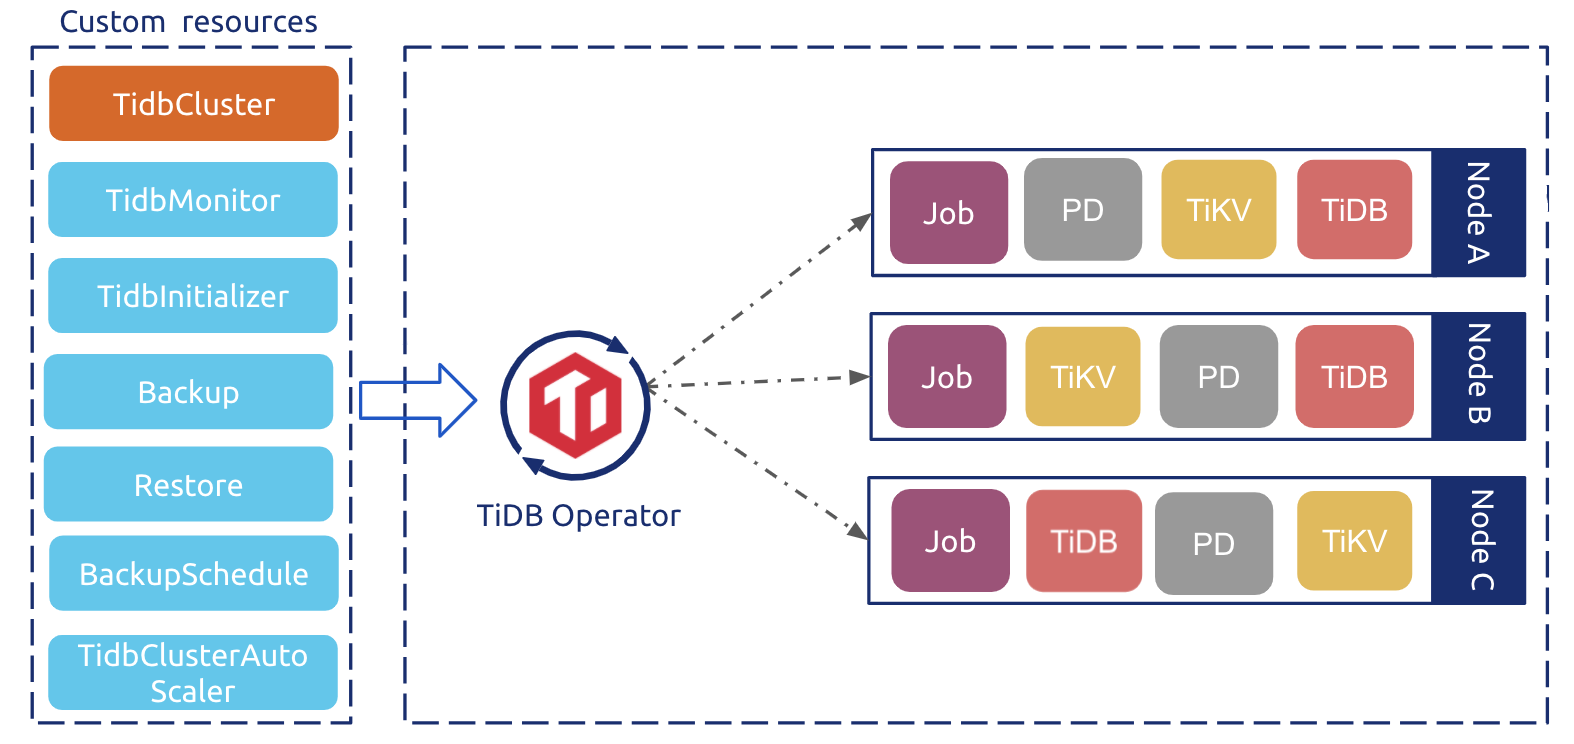 Custom resources
TidbCluster
TidbMonitor
TidbInitializer
Backup
Restore
BackupSchedule
TidbClusterAuto
Scaler
TiDB Operator
Job
PD
TiKV
TiDB
Node A
Job
TiKV
PD
TiDB
Node B
Job
TiDB
PD
TiKV
Node C